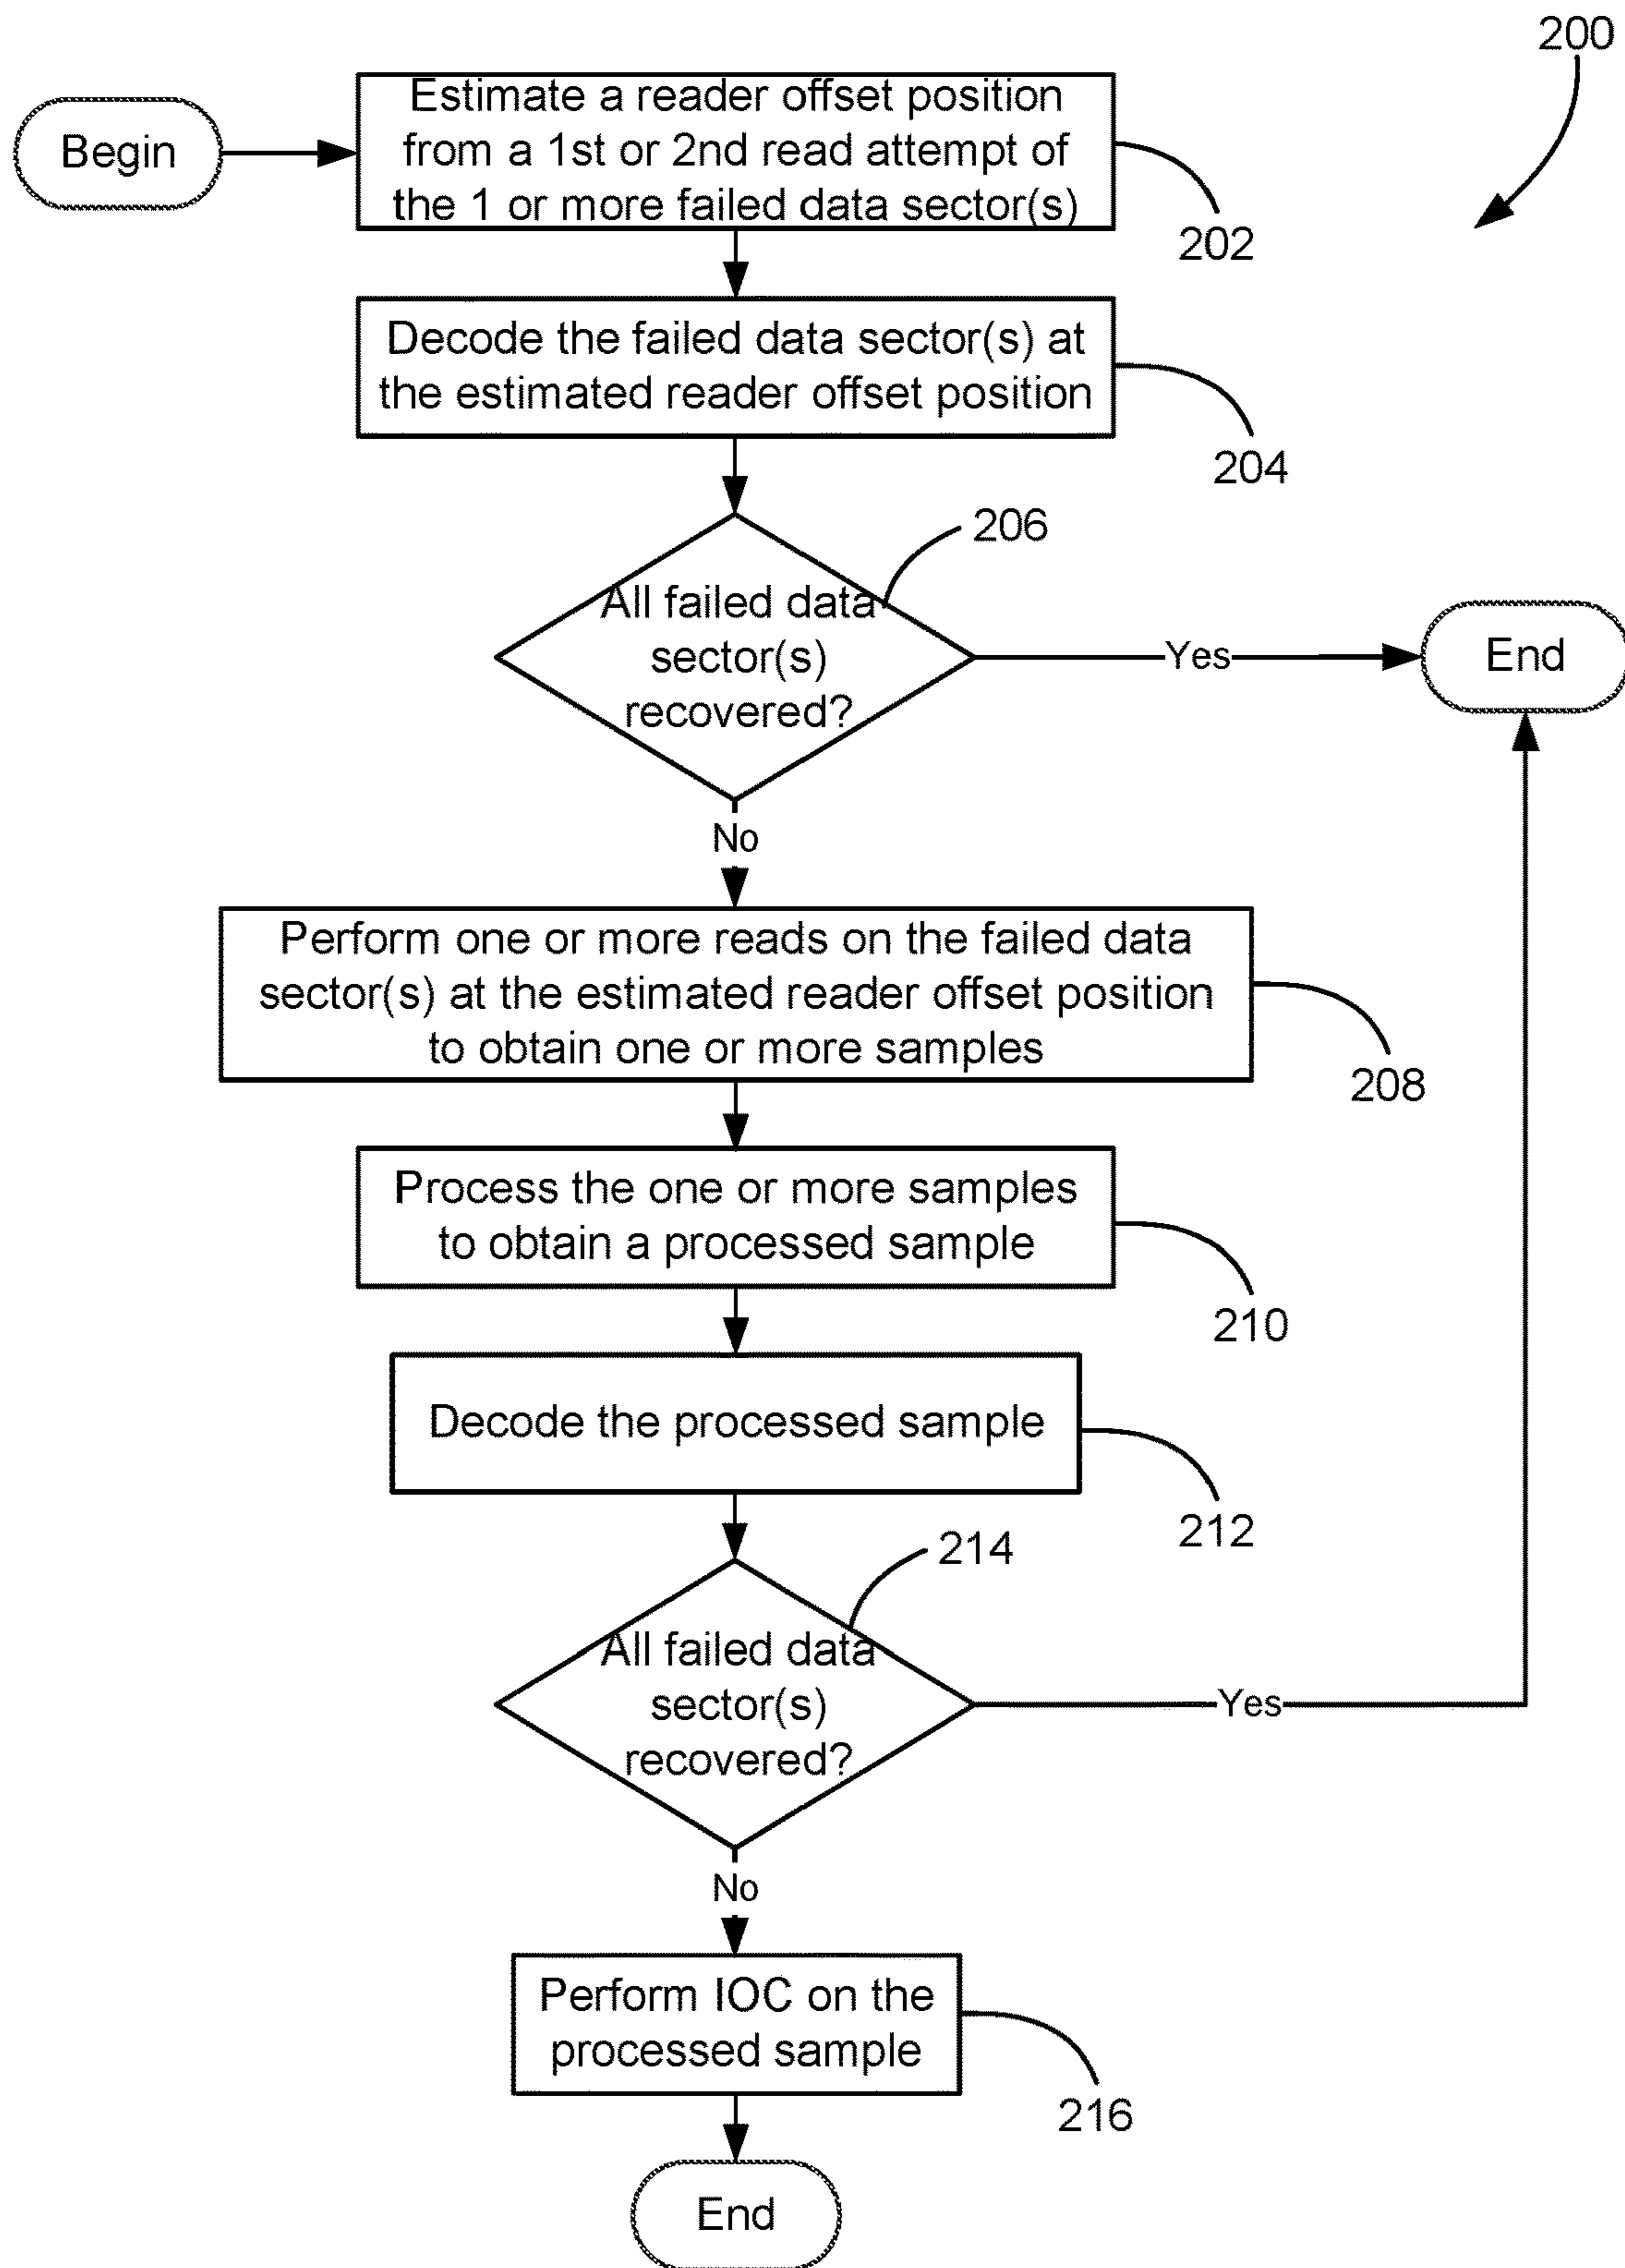 200
Begin
Estimate a reader offset position
from a 1st or 2nd read attempt of
the 1 or more failed data sector(s)
202
Decode the failed data sector(s) at
the estimated reader offset position
204
206
All failed data
sector(s)
recovered?
Yes
End
No
Perform one or more reads on the failed data
sector(s) at the estimated reader offset position
to obtain one or more samples
208
Process the one or more samples
to obtain a processed sample
210
Decode the processed sample
212
214
All failed data
sector(s)
recovered?
Yes
No
Perform IOC on the
processed sample
216
End